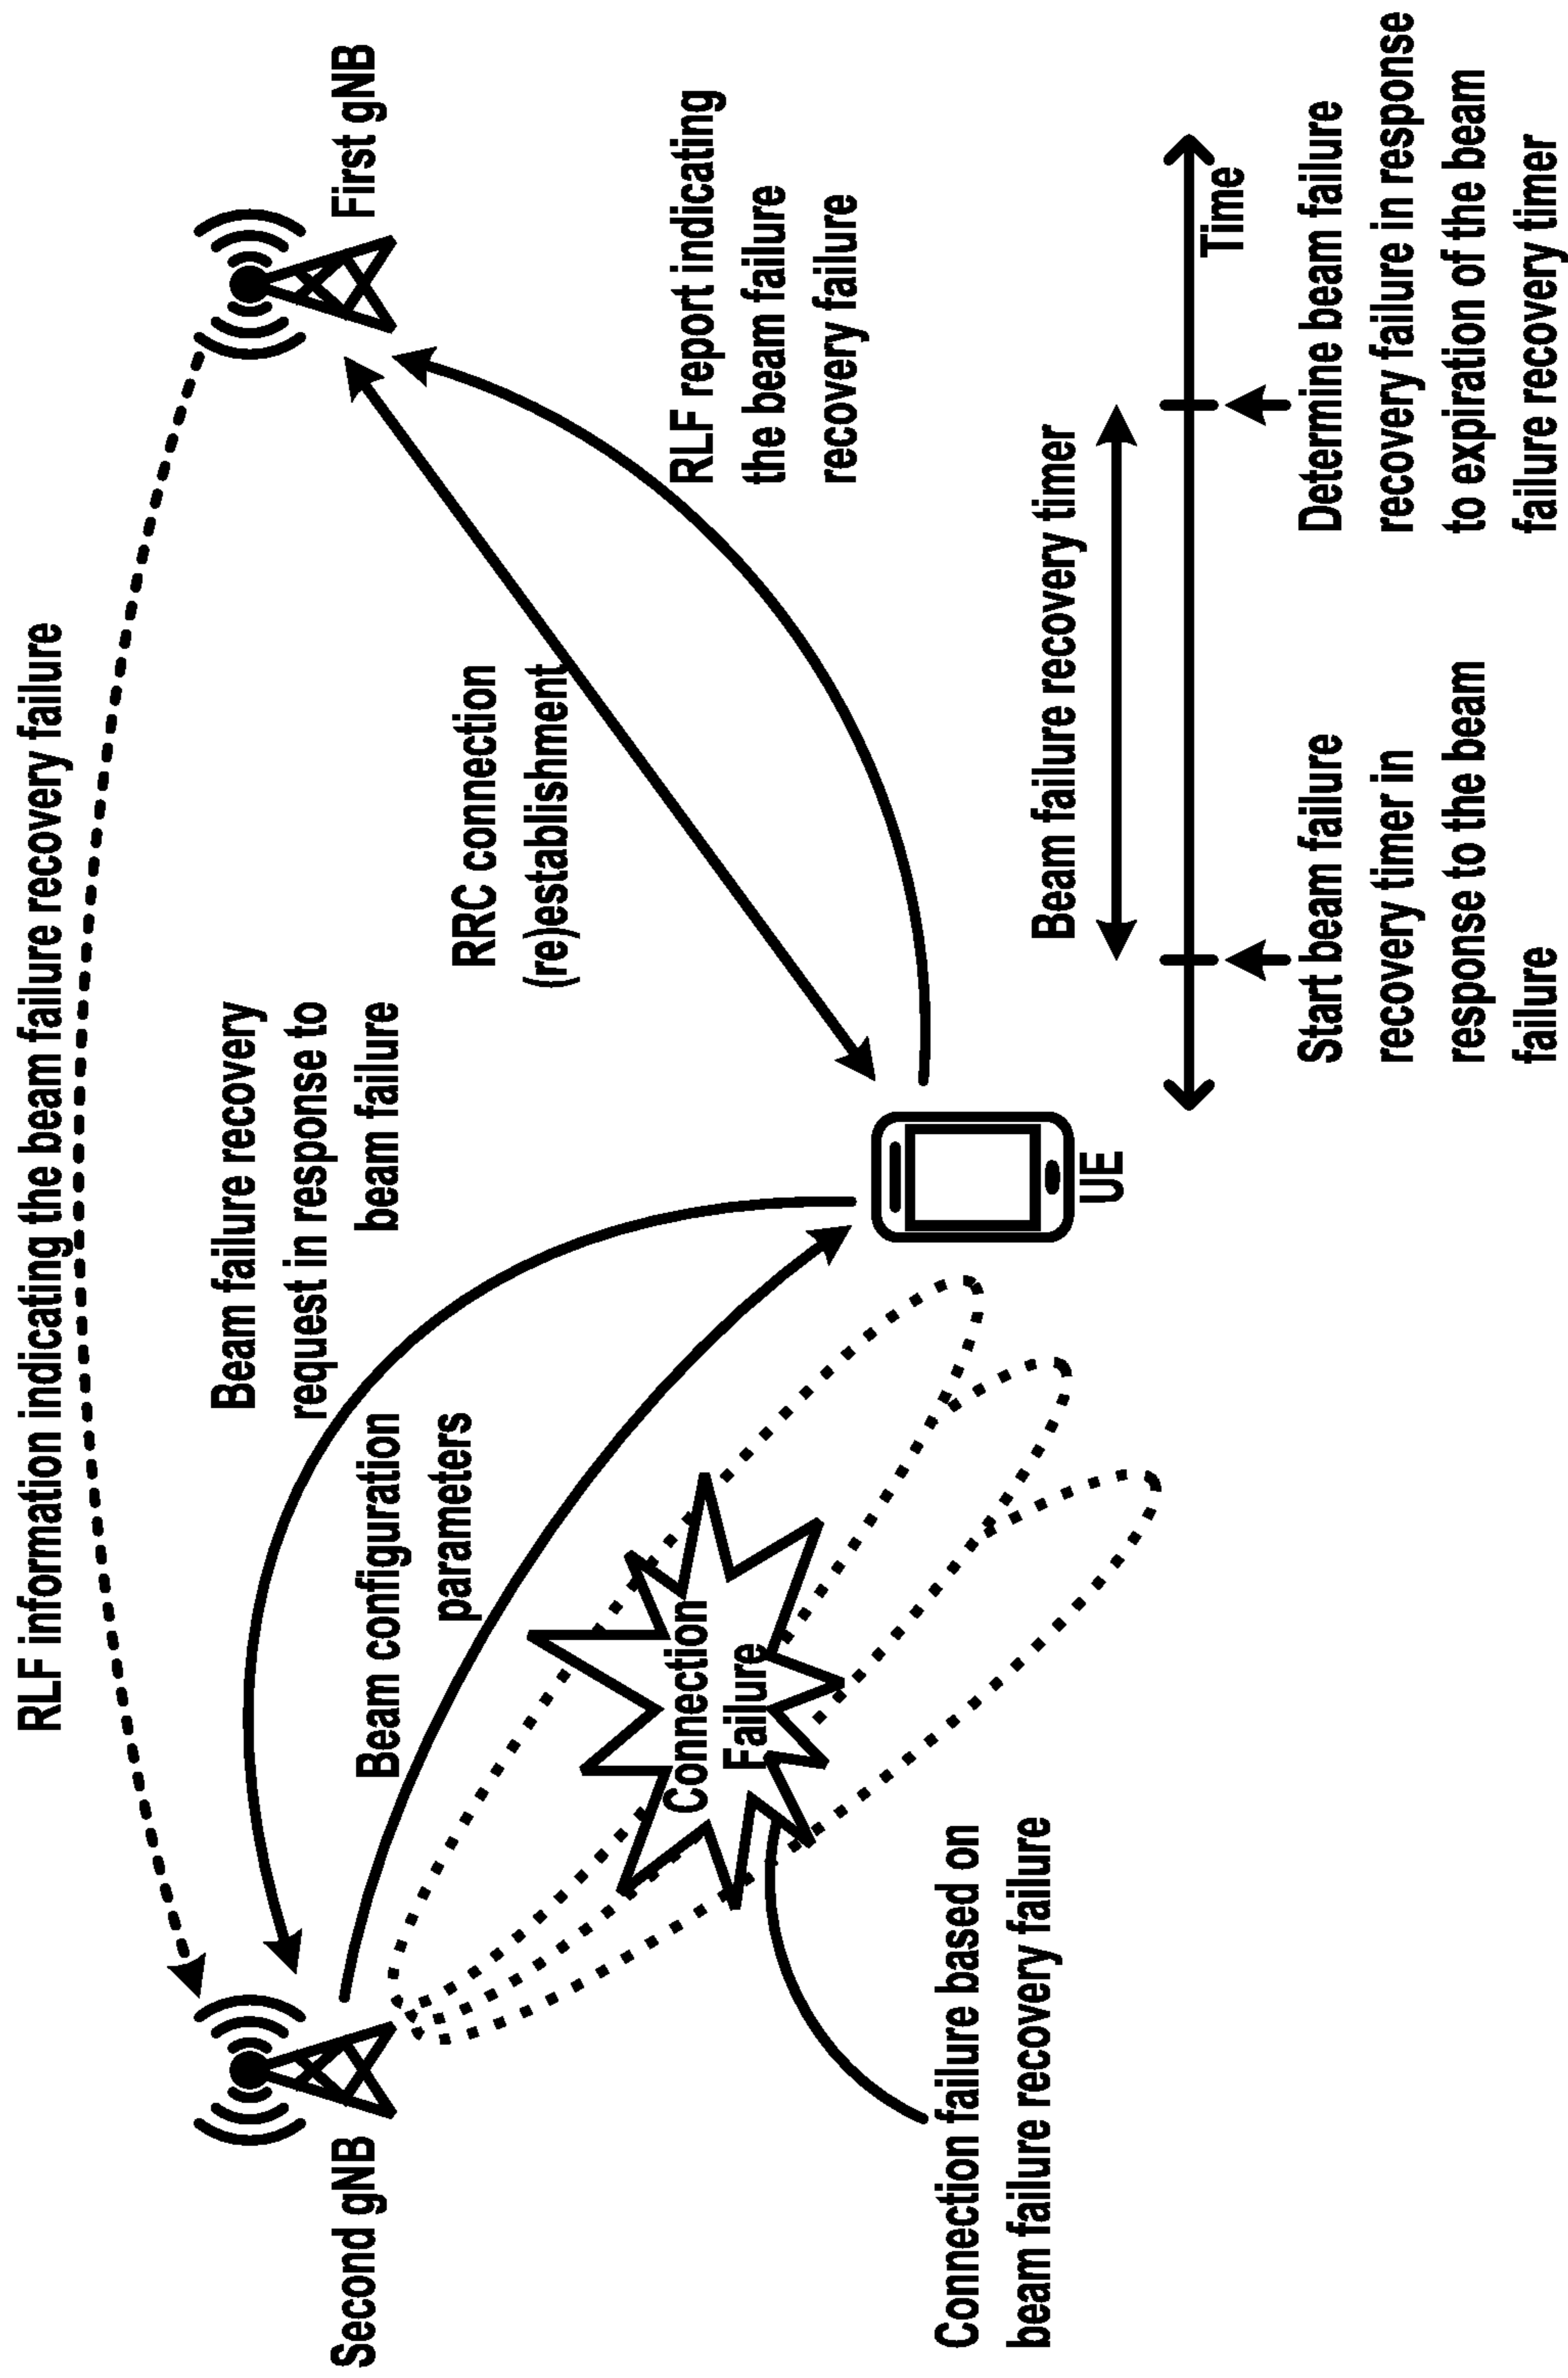 RLF information indicating the beam failure recovery failure
Second gNB
First gNB
Beam failure recovery
request in response to
beam failure
Beam configuration
parameters
RRC connection
(re)establishment
RLF report indicating
the beam failure
recovery failure
Connection
Failure
Connection failure based on
beam failure recovery failure
UE
Beam failure recovery timer
Time
Start beam failure
recovery timer in
response to the beam
failure
Determine beam failure
recovery failure in response
to expiration of the beam
failure recovery timer